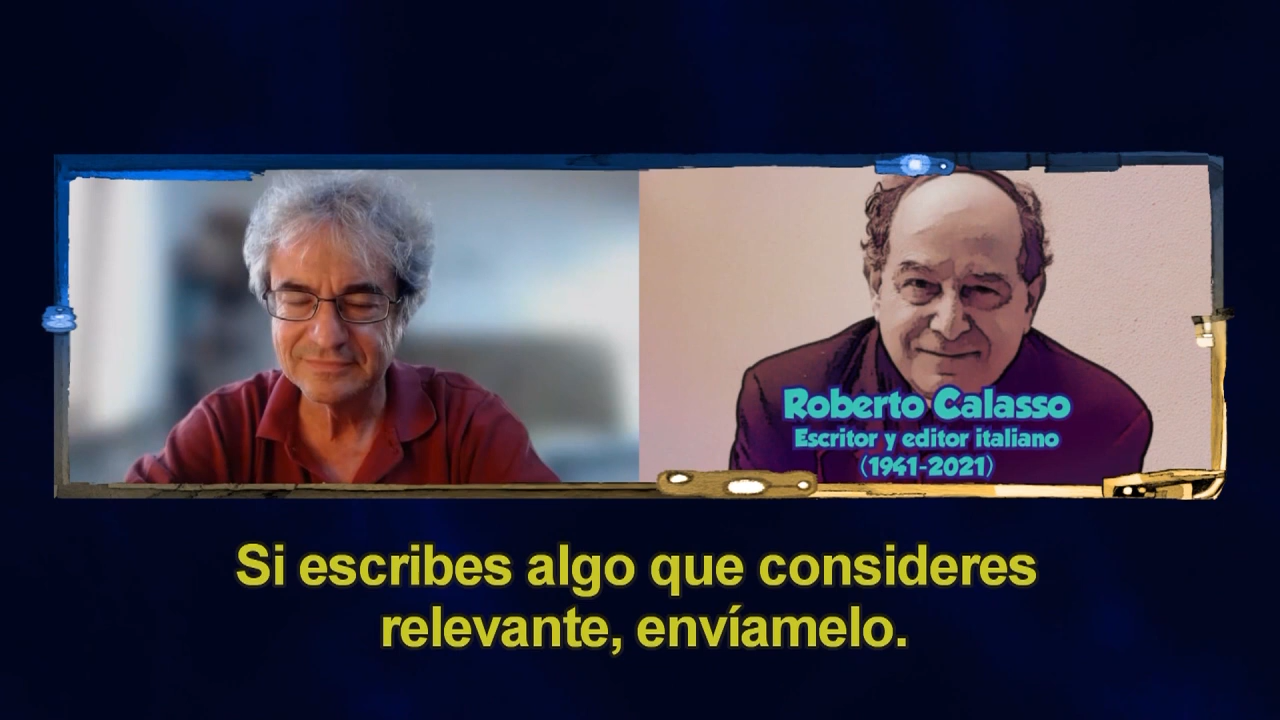 Roberto Calasso
Escritor y editor italiano
(1941-2021)
Si escribes algo que consideres
relevante, envíamelo.